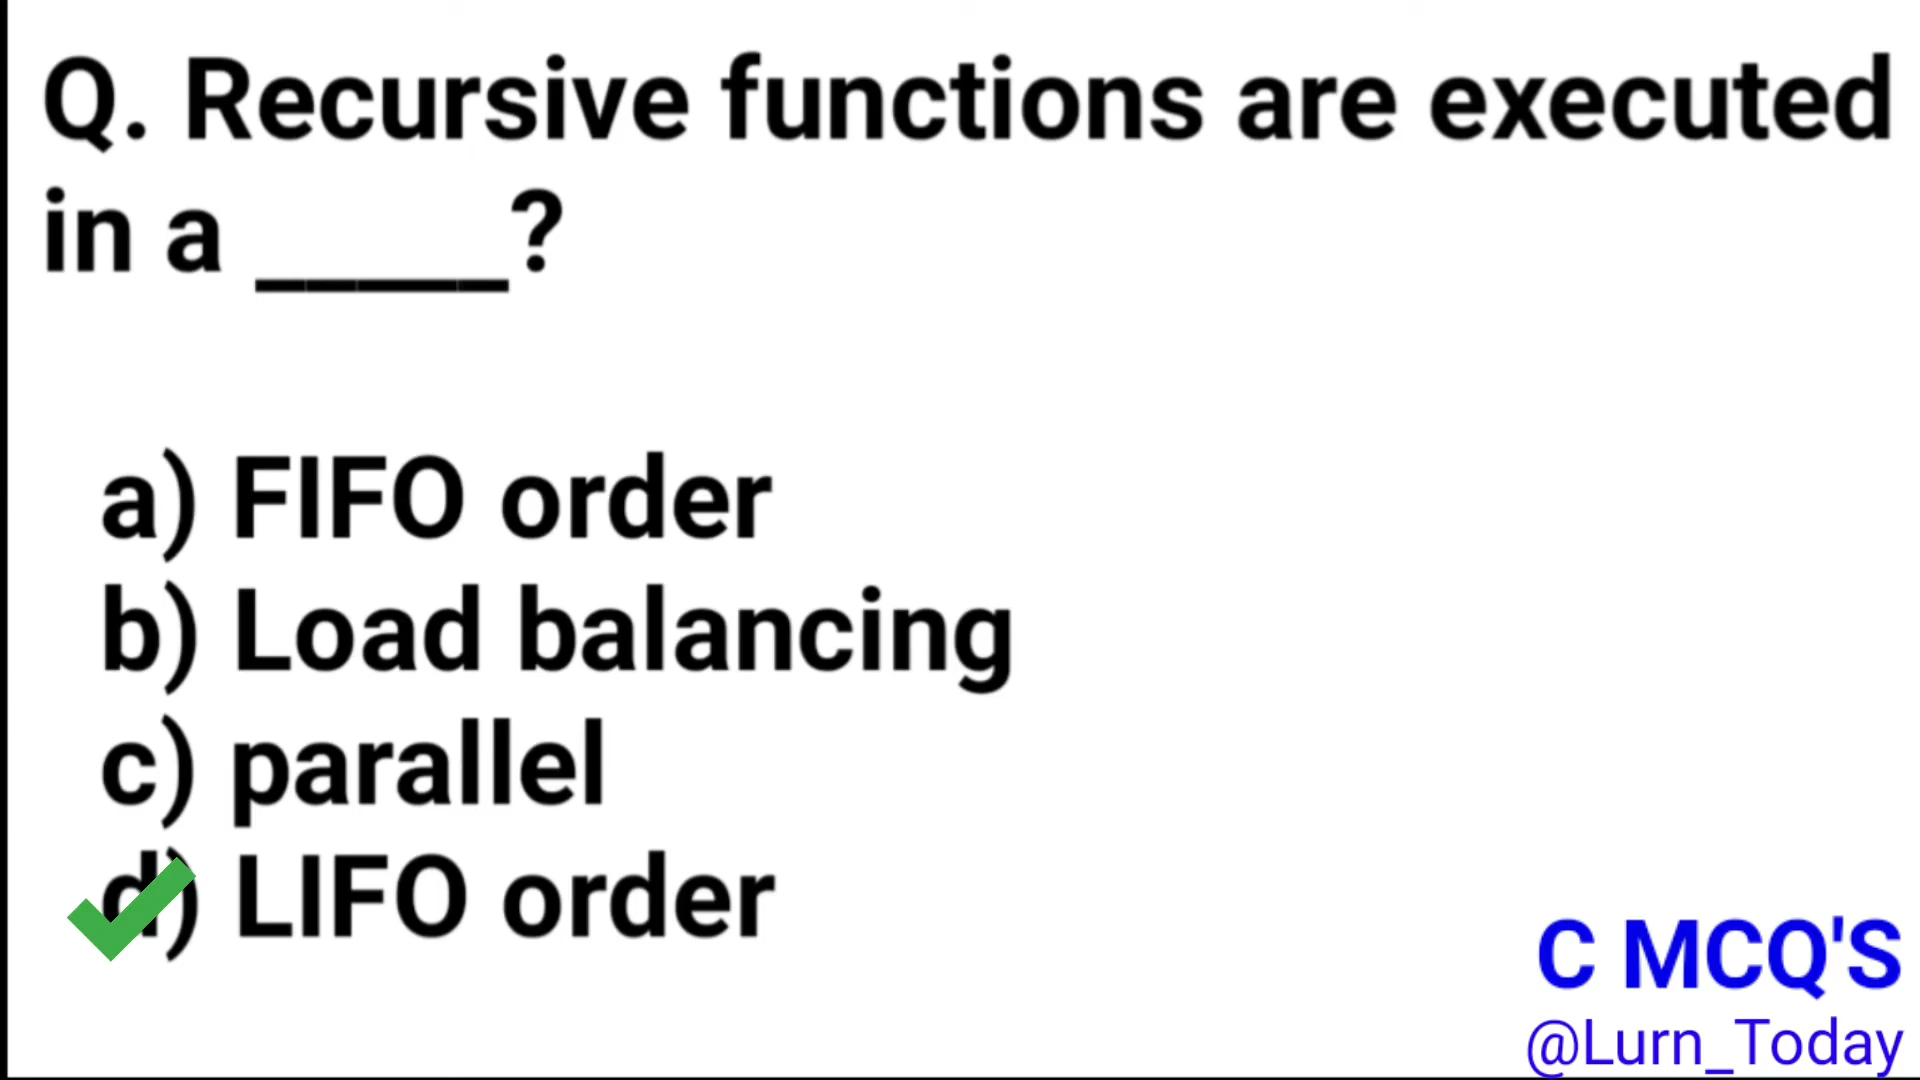 Q. Recursive functions are executed
in a _____?
a) FIFO order
b) Load balancing
c) parallel
d) LIFO order
C MCQ'S
@Lurn_Today